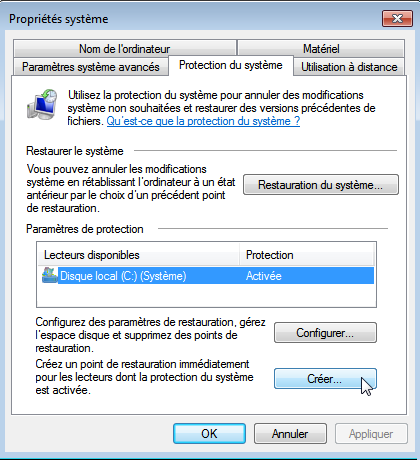 Propriétés système
Nom de l'ordinateur
Matériel
Paramètres système avancés
Protection du système
Utilisation à distance
Utilisez la protection du système pour annuler des modifications
système non souhaitées et restaurer des versions précédentes de
fichiers. Qu'est-ce que la protection du système ?
Restaurer le système
Vous pouvez annuler les modifications
système en rétablissant l'ordinateur à un état
antérieur par le choix d'un précédent point
de restauration.
Restauration du système...
Paramètres de protection
Lecteurs disponibles
Protection
Disque local (C:) (Système)
Activée
Configurez des paramètres de restauration, gérez
l'espace disque et supprimez des points de
restauration.
Configurer...
Créez un point de restauration immédiatement
pour les lecteurs dont la protection du système
est activée.
Créer...
OK
Annuler
Appliquer